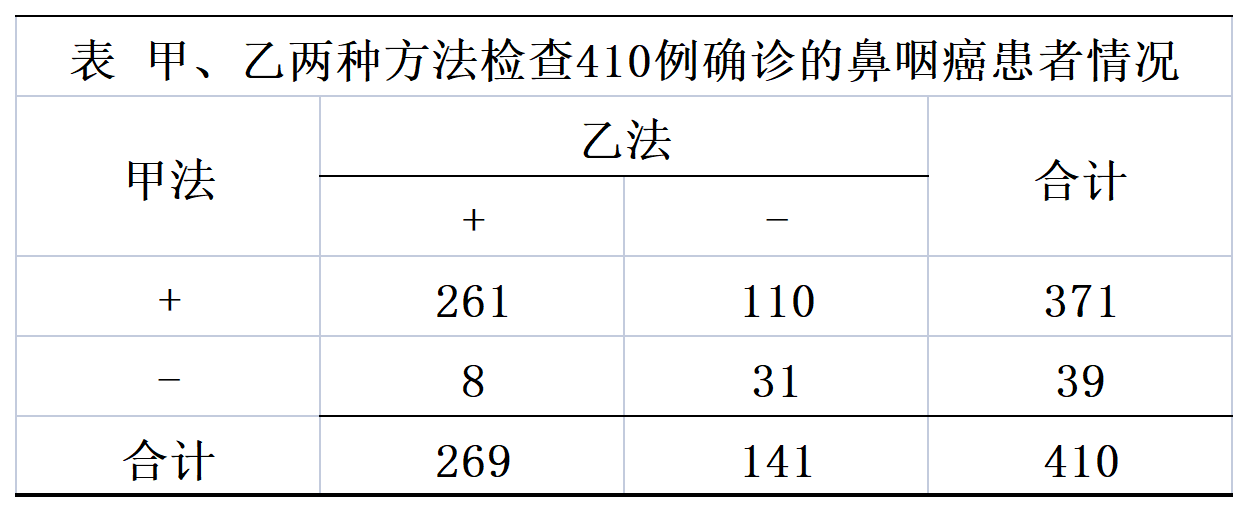 表 甲、乙两种方法检查410例确诊的鼻咽癌患者情况
甲法 乙法 合计
+ −
+ 261 110 371
− 8 31 39
合计 269 141 410